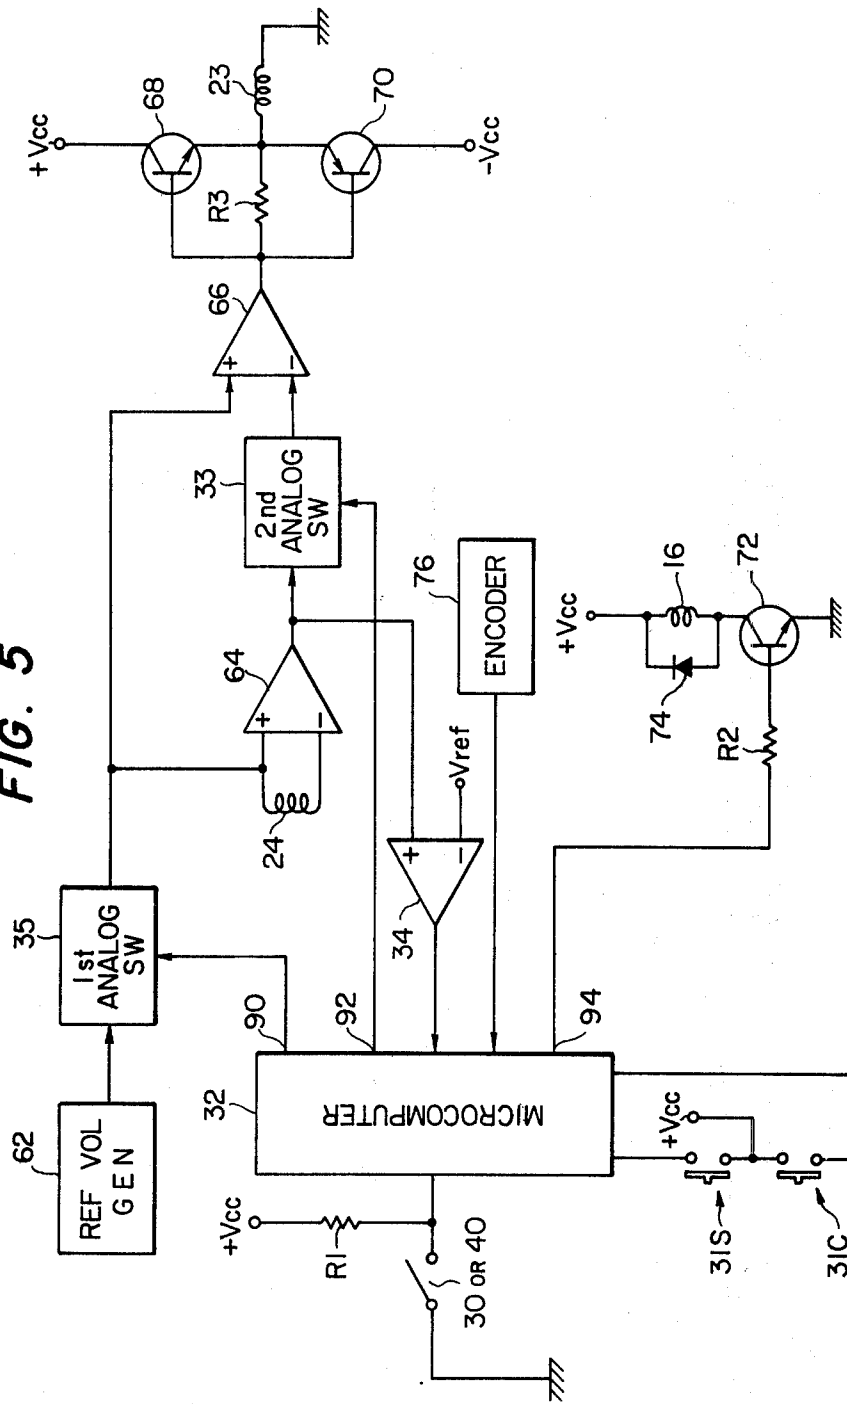 FIG. 5
62
REF VOL
GEN
35
1st
ANALOG
SW
+Vcc
68
23
R3
70
-Vcc
66
+
-
33
2nd
ANALOG
SW
64
+
-
24
76
ENCODER
34
+
-
Vref
32
MICROCOMPUTER
90
92
94
+Vcc
R1
30 OR 40
+Vcc
31S
31C
+Vcc
16
74
72
R2